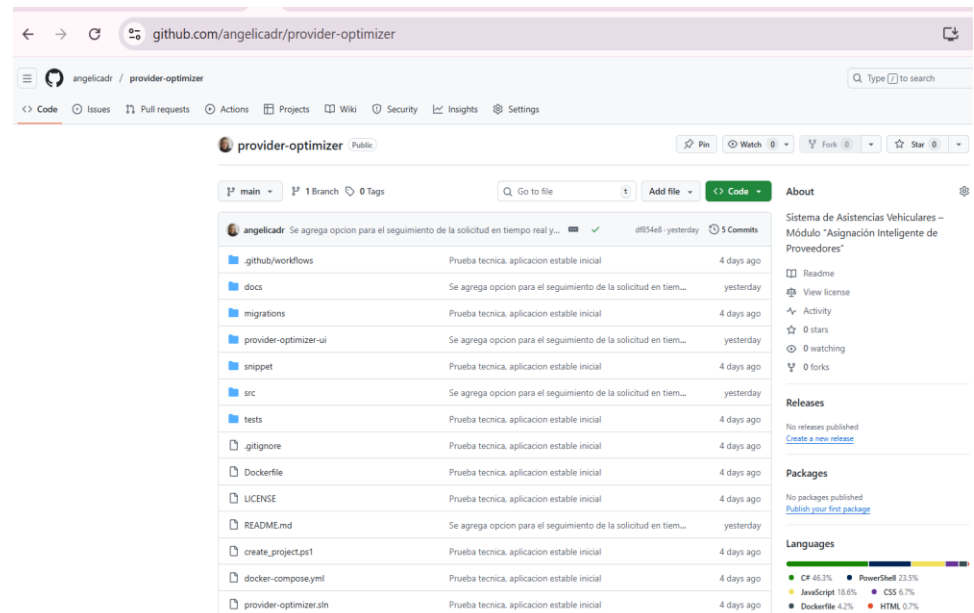 github.com/angelicadr/provider-optimizer
angelicadr / provider-optimizer
Type / to search
Code Issues Pull requests Actions Projects Wiki Security Insights Settings
provider-optimizer Public
Pin Watch 0 Fork 0 Star 0
main 1 Branch 0 Tags
Go to file t Add file Code
angelicadr Se agrega opcion para el seguimiento de la solicitud en tiempo real y... df854e8 · yesterday 5 Commits
.github/workflows Prueba tecnica, aplicacion estable inicial 4 days ago
docs Se agrega opcion para el seguimiento de la solicitud en tiem... yesterday
migrations Prueba tecnica, aplicacion estable inicial 4 days ago
provider-optimizer-ui Se agrega opcion para el seguimiento de la solicitud en tiem... yesterday
snippet Prueba tecnica, aplicacion estable inicial 4 days ago
src Se agrega opcion para el seguimiento de la solicitud en tiem... yesterday
tests Prueba tecnica, aplicacion estable inicial 4 days ago
.gitignore Prueba tecnica, aplicacion estable inicial 4 days ago
Dockerfile Prueba tecnica, aplicacion estable inicial 4 days ago
LICENSE Prueba tecnica, aplicacion estable inicial 4 days ago
README.md Se agrega opcion para el seguimiento de la solicitud en tiem... yesterday
create_project.ps1 Prueba tecnica, aplicacion estable inicial 4 days ago
docker-compose.yml Prueba tecnica, aplicacion estable inicial 4 days ago
provider-optimizer.sln Prueba tecnica, aplicacion estable inicial 4 days ago
About
Sistema de Asistencias Vehiculares –
Módulo "Asignación Inteligente de
Proveedores"
Readme
View license
Activity
0 stars
0 watching
0 forks
Releases
No releases published
Create a new release
Packages
No packages published
Publish your first package
Languages
C# 46.3% PowerShell 23.5%
JavaScript 18.6% CSS 6.7%
Dockerfile 4.2% HTML 0.7%